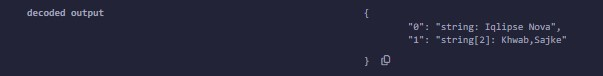 decoded output {
"0": "string: Iqlipse Nova",
"1": "string[2]: Khwab,Sajke"
}